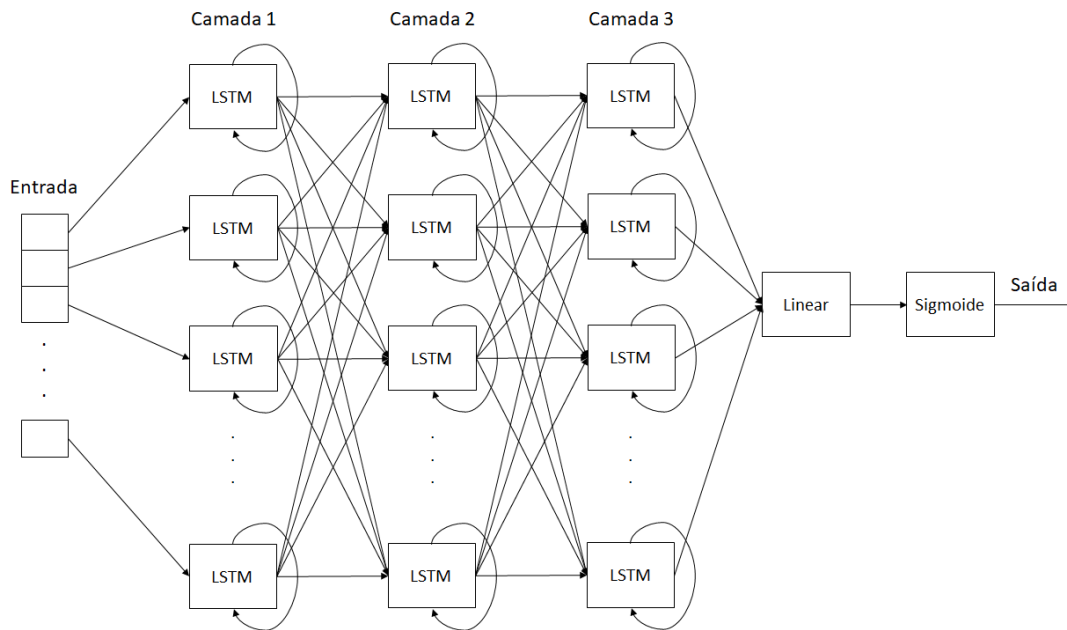 Camada 1
Camada 2
Camada 3
LSTM
LSTM
LSTM
Entrada
LSTM
LSTM
LSTM
Linear
Sigmoide
Saída
LSTM
LSTM
LSTM
.
.
.
.
.
.
.
.
.
.
.
.
LSTM
LSTM
LSTM